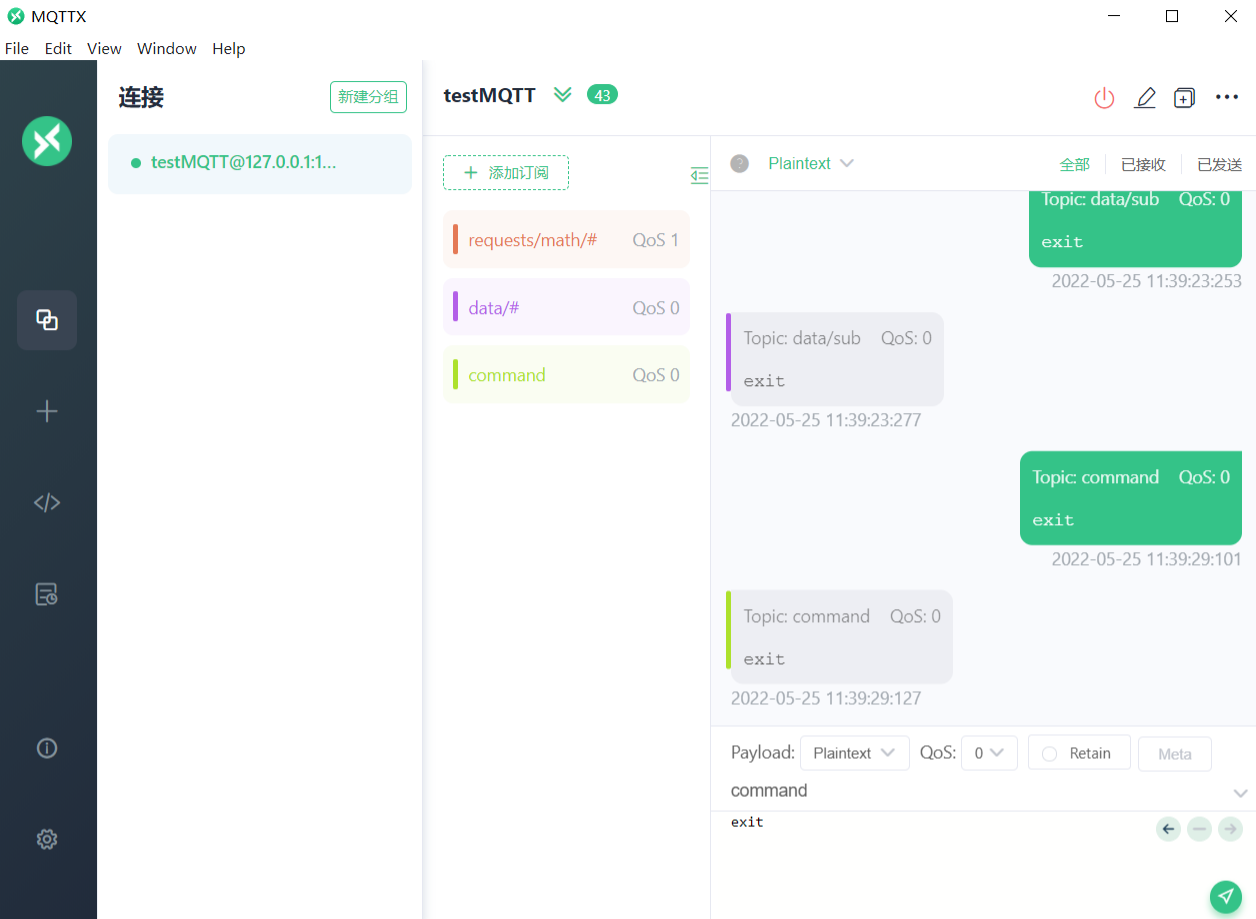 MQTTX
File Edit View Window Help
连接
新建分组
testMQTT@127.0.0.1:1...
testMQTT
43
添加订阅
requests/math/# QoS 1
data/# QoS 0
command QoS 0
? Plaintext
全部 已接收 已发送
Topic: data/sub QoS: 0
exit
2022-05-25 11:39:23:253
Topic: data/sub QoS: 0
exit
2022-05-25 11:39:23:277
Topic: command QoS: 0
exit
2022-05-25 11:39:29:101
Topic: command QoS: 0
exit
2022-05-25 11:39:29:127
Payload: Plaintext QoS: 0 Retain Meta
command
exit